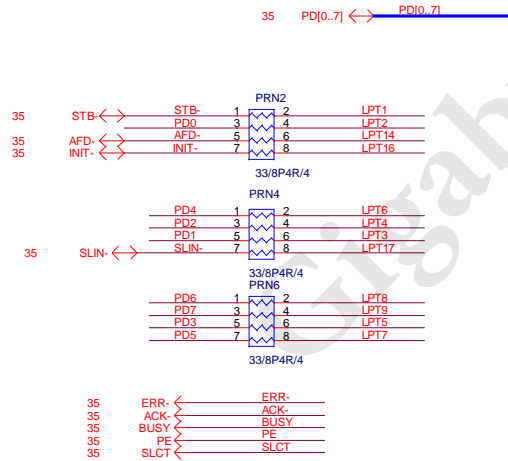 35 PD[0..7] PD[0..7]
PRN2
35 STB- STB- 1 2 LPT1
PD0 3 4 LPT2
35 AFD- AFD- 5 6 LPT14
35 INIT- INIT- 7 8 LPT16
33/8P4R/4
PRN4
PD4 1 2 LPT6
PD2 3 4 LPT4
PD1 5 6 LPT3
35 SLIN- SLIN- 7 8 LPT17
33/8P4R/4
PRN6
PD6 1 2 LPT8
PD7 3 4 LPT9
PD3 5 6 LPT5
PD5 7 8 LPT7
33/8P4R/4
35 ERR- ERR-
35 ACK- ACK-
35 BUSY BUSY
35 PE PE
35 SLCT SLCT
Gigab